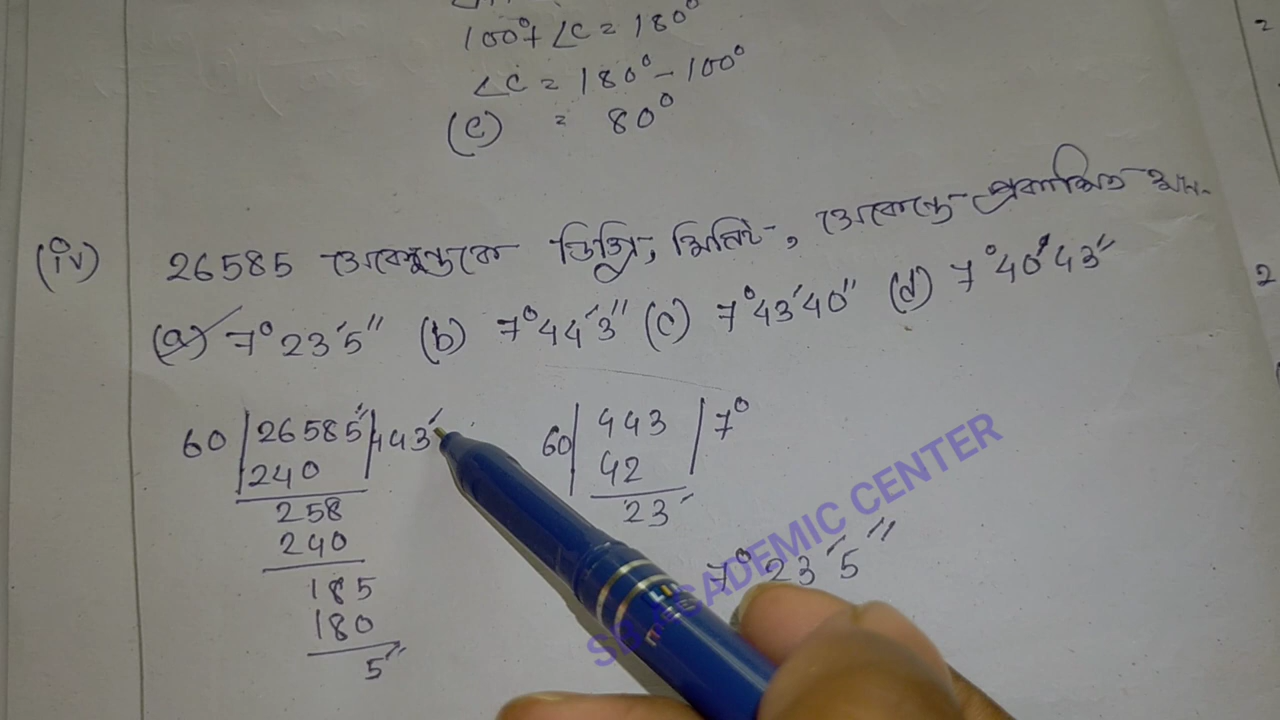 100°+ ∠C = 180°
∠C = 180° - 100°
(c) = 80°
(iv) 26585 সেকেন্ডকে ডিগ্রি, মিনিট, সেকেন্ডে প্রকাশিত
(a) 7°23′5″ (b) 7°44′3″ (c) 7°43′40″ (d) 7°40′43″
60 | 26585″ | 443′
240
258
240
185
180
5″
60 | 443 | 7°
42
23′
7°23′5″
ACADEMIC CENTER
2
2